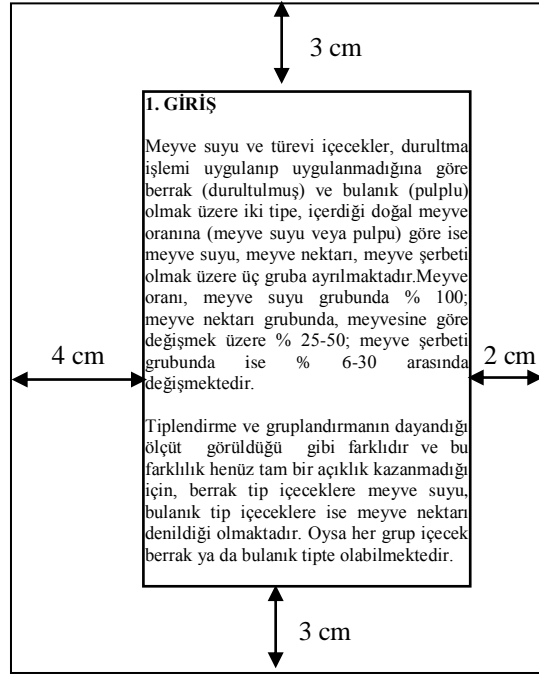 3 cm
1. GİRİŞ
Meyve suyu ve türevi içecekler, durultma
işlemi uygulanıp uygulanmadığına göre
berrak (durultulmuş) ve bulanık (pulplu)
olmak üzere iki tipe, içerdiği doğal meyve
oranına (meyve suyu veya pulpu) göre ise
meyve suyu, meyve nektarı, meyve şerbeti
olmak üzere üç gruba ayrılmaktadır.Meyve
oranı, meyve suyu grubunda % 100;
meyve nektarı grubunda, meyvesine göre
değişmek üzere % 25-50; meyve şerbeti
grubunda ise % 6-30 arasında
değişmektedir.
4 cm
2 cm
Tiplendirme ve gruplandırmanın dayandığı
ölçüt görüldüğü gibi farklıdır ve bu
farklılık henüz tam bir açıklık kazanmadığı
için, berrak tip içeceklere meyve suyu,
bulanık tip içeceklere ise meyve nektarı
denildiği olmaktadır. Oysa her grup içecek
berrak ya da bulanık tipte olabilmektedir.
3 cm